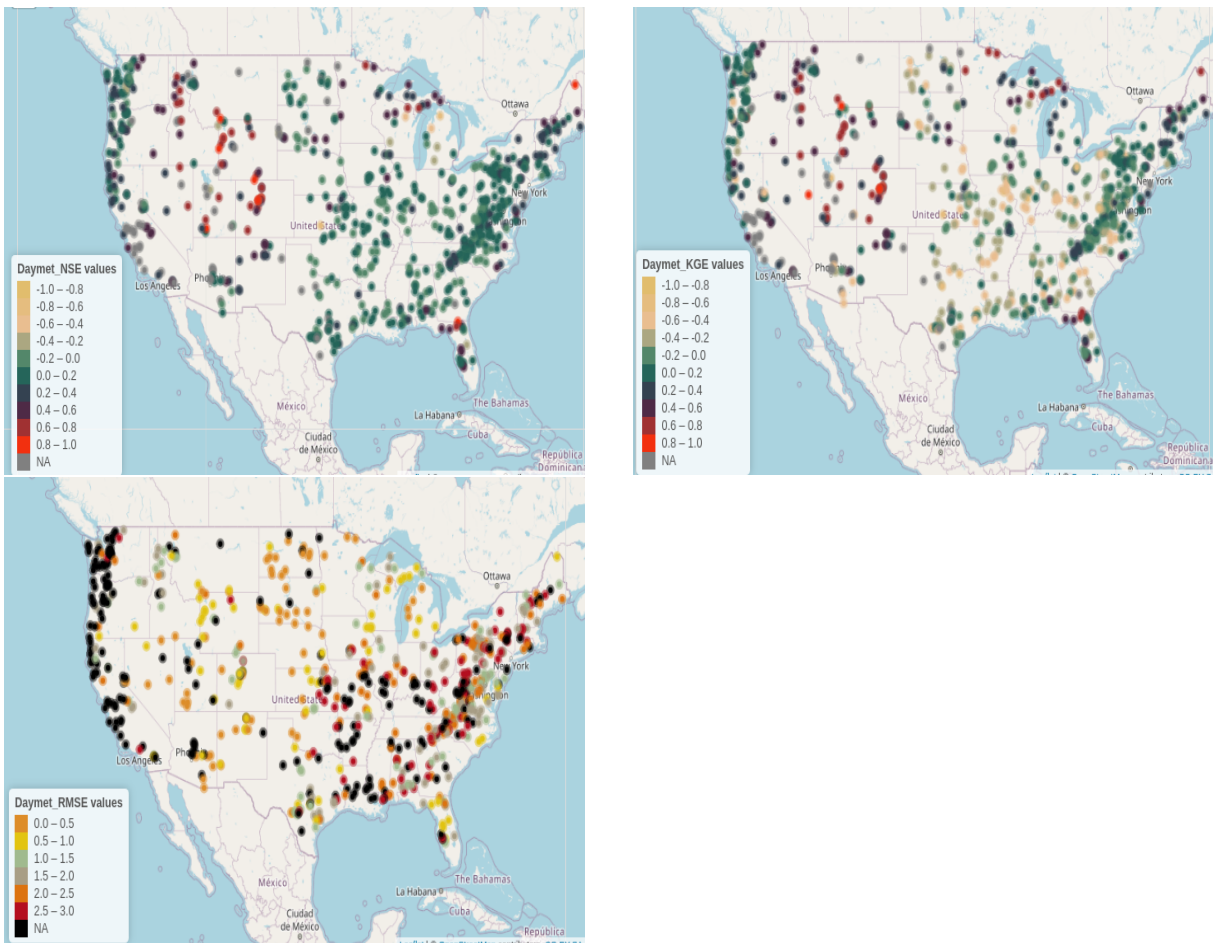 Ottawa
New York
Washington
United States
Los Angeles
Daymet_NSE values
-1.0 – -0.8
-0.8 – -0.6
-0.6 – -0.4
-0.4 – -0.2
-0.2 – 0.0
0.0 – 0.2
0.2 – 0.4
0.4 – 0.6
0.6 – 0.8
0.8 – 1.0
NA
México
Ciudad
de México
La Habana
The Bahamas
Cuba
República
Dominicana
Ottawa
New York
United States
Los Angeles
Daymet_KGE values
-1.0 – -0.8
-0.8 – -0.6
-0.6 – -0.4
-0.4 – -0.2
-0.2 – 0.0
0.0 – 0.2
0.2 – 0.4
0.4 – 0.6
0.6 – 0.8
0.8 – 1.0
NA
México
Ciudad
de México
La Habana
The Bahamas
Cuba
República
Dominicana
Ottawa
New York
United States
Los Angeles
Daymet_RMSE values
0.0 – 0.5
0.5 – 1.0
1.0 – 1.5
1.5 – 2.0
2.0 – 2.5
2.5 – 3.0
NA
México
Ciudad
de México
La Habana
The Bahamas
Cuba
República